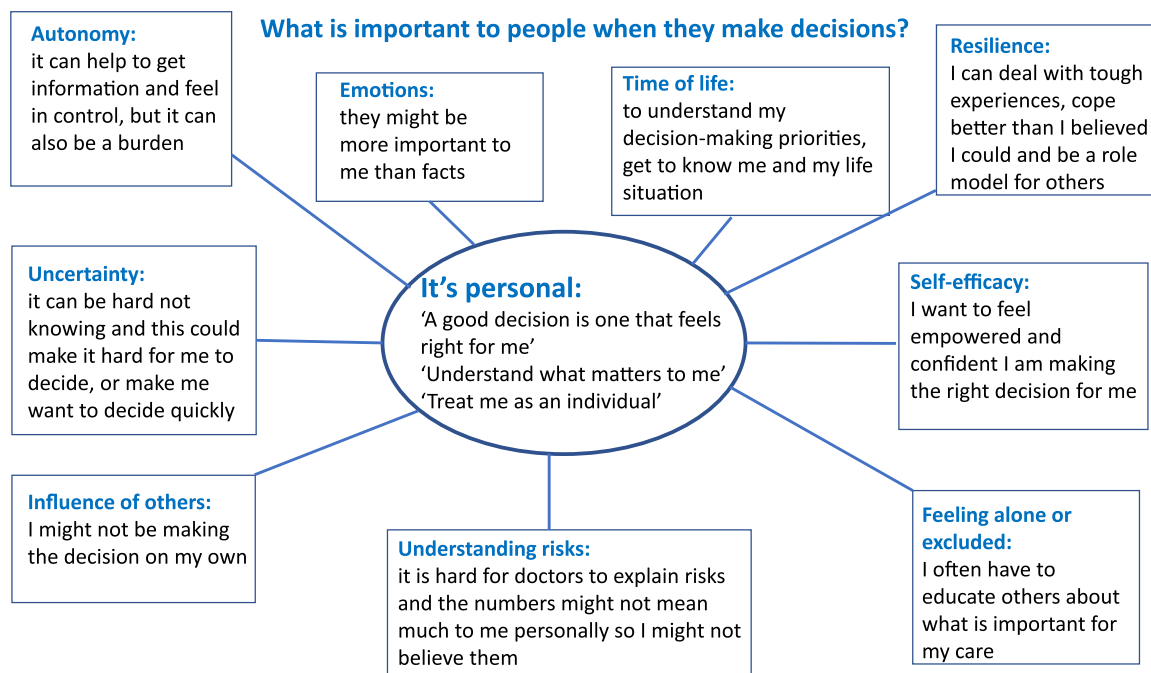 What is important to people when they make decisions?
Autonomy:
it can help to get
information and feel
in control, but it can
also be a burden
Emotions:
they might be
more important to
me than facts
Time of life:
to understand my
decision-making priorities,
get to know me and my life
situation
Resilience:
I can deal with tough
experiences, cope
better than I believed
I could and be a role
model for others
Uncertainty:
it can be hard not
knowing and this could
make it hard for me to
decide, or make me
want to decide quickly
It’s personal:
‘A good decision is one that feels
right for me’
‘Understand what matters to me’
‘Treat me as an individual’
Self-efficacy:
I want to feel
empowered and
confident I am making
the right decision for me
Influence of others:
I might not be making
the decision on my own
Understanding risks:
it is hard for doctors to explain risks
and the numbers might not mean
much to me personally so I might not
believe them
Feeling alone or
excluded:
I often have to
educate others about
what is important for
my care